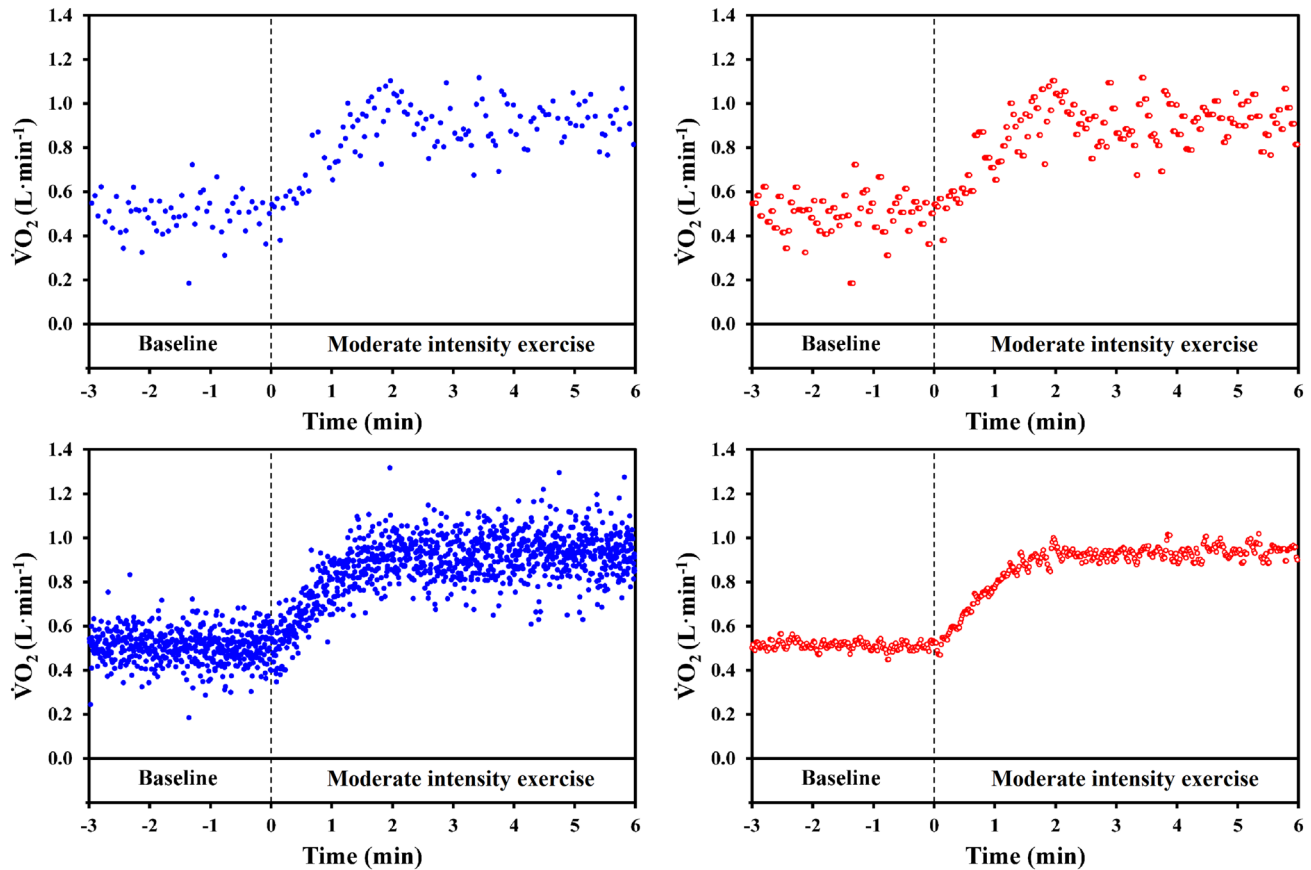 1.4
1.2
1.0
0.8
0.6
0.4
0.2
0.0
V̇O₂ (L·min⁻¹)
Baseline
Moderate intensity exercise
-3 -2 -1 0 1 2 3 4 5 6
Time (min)
1.4
1.2
1.0
0.8
0.6
0.4
0.2
0.0
V̇O₂ (L·min⁻¹)
Baseline
Moderate intensity exercise
-3 -2 -1 0 1 2 3 4 5 6
Time (min)
1.4
1.2
1.0
0.8
0.6
0.4
0.2
0.0
V̇O₂ (L·min⁻¹)
Baseline
Moderate intensity exercise
-3 -2 -1 0 1 2 3 4 5 6
Time (min)
1.4
1.2
1.0
0.8
0.6
0.4
0.2
0.0
V̇O₂ (L·min⁻¹)
Baseline
Moderate intensity exercise
-3 -2 -1 0 1 2 3 4 5 6
Time (min)